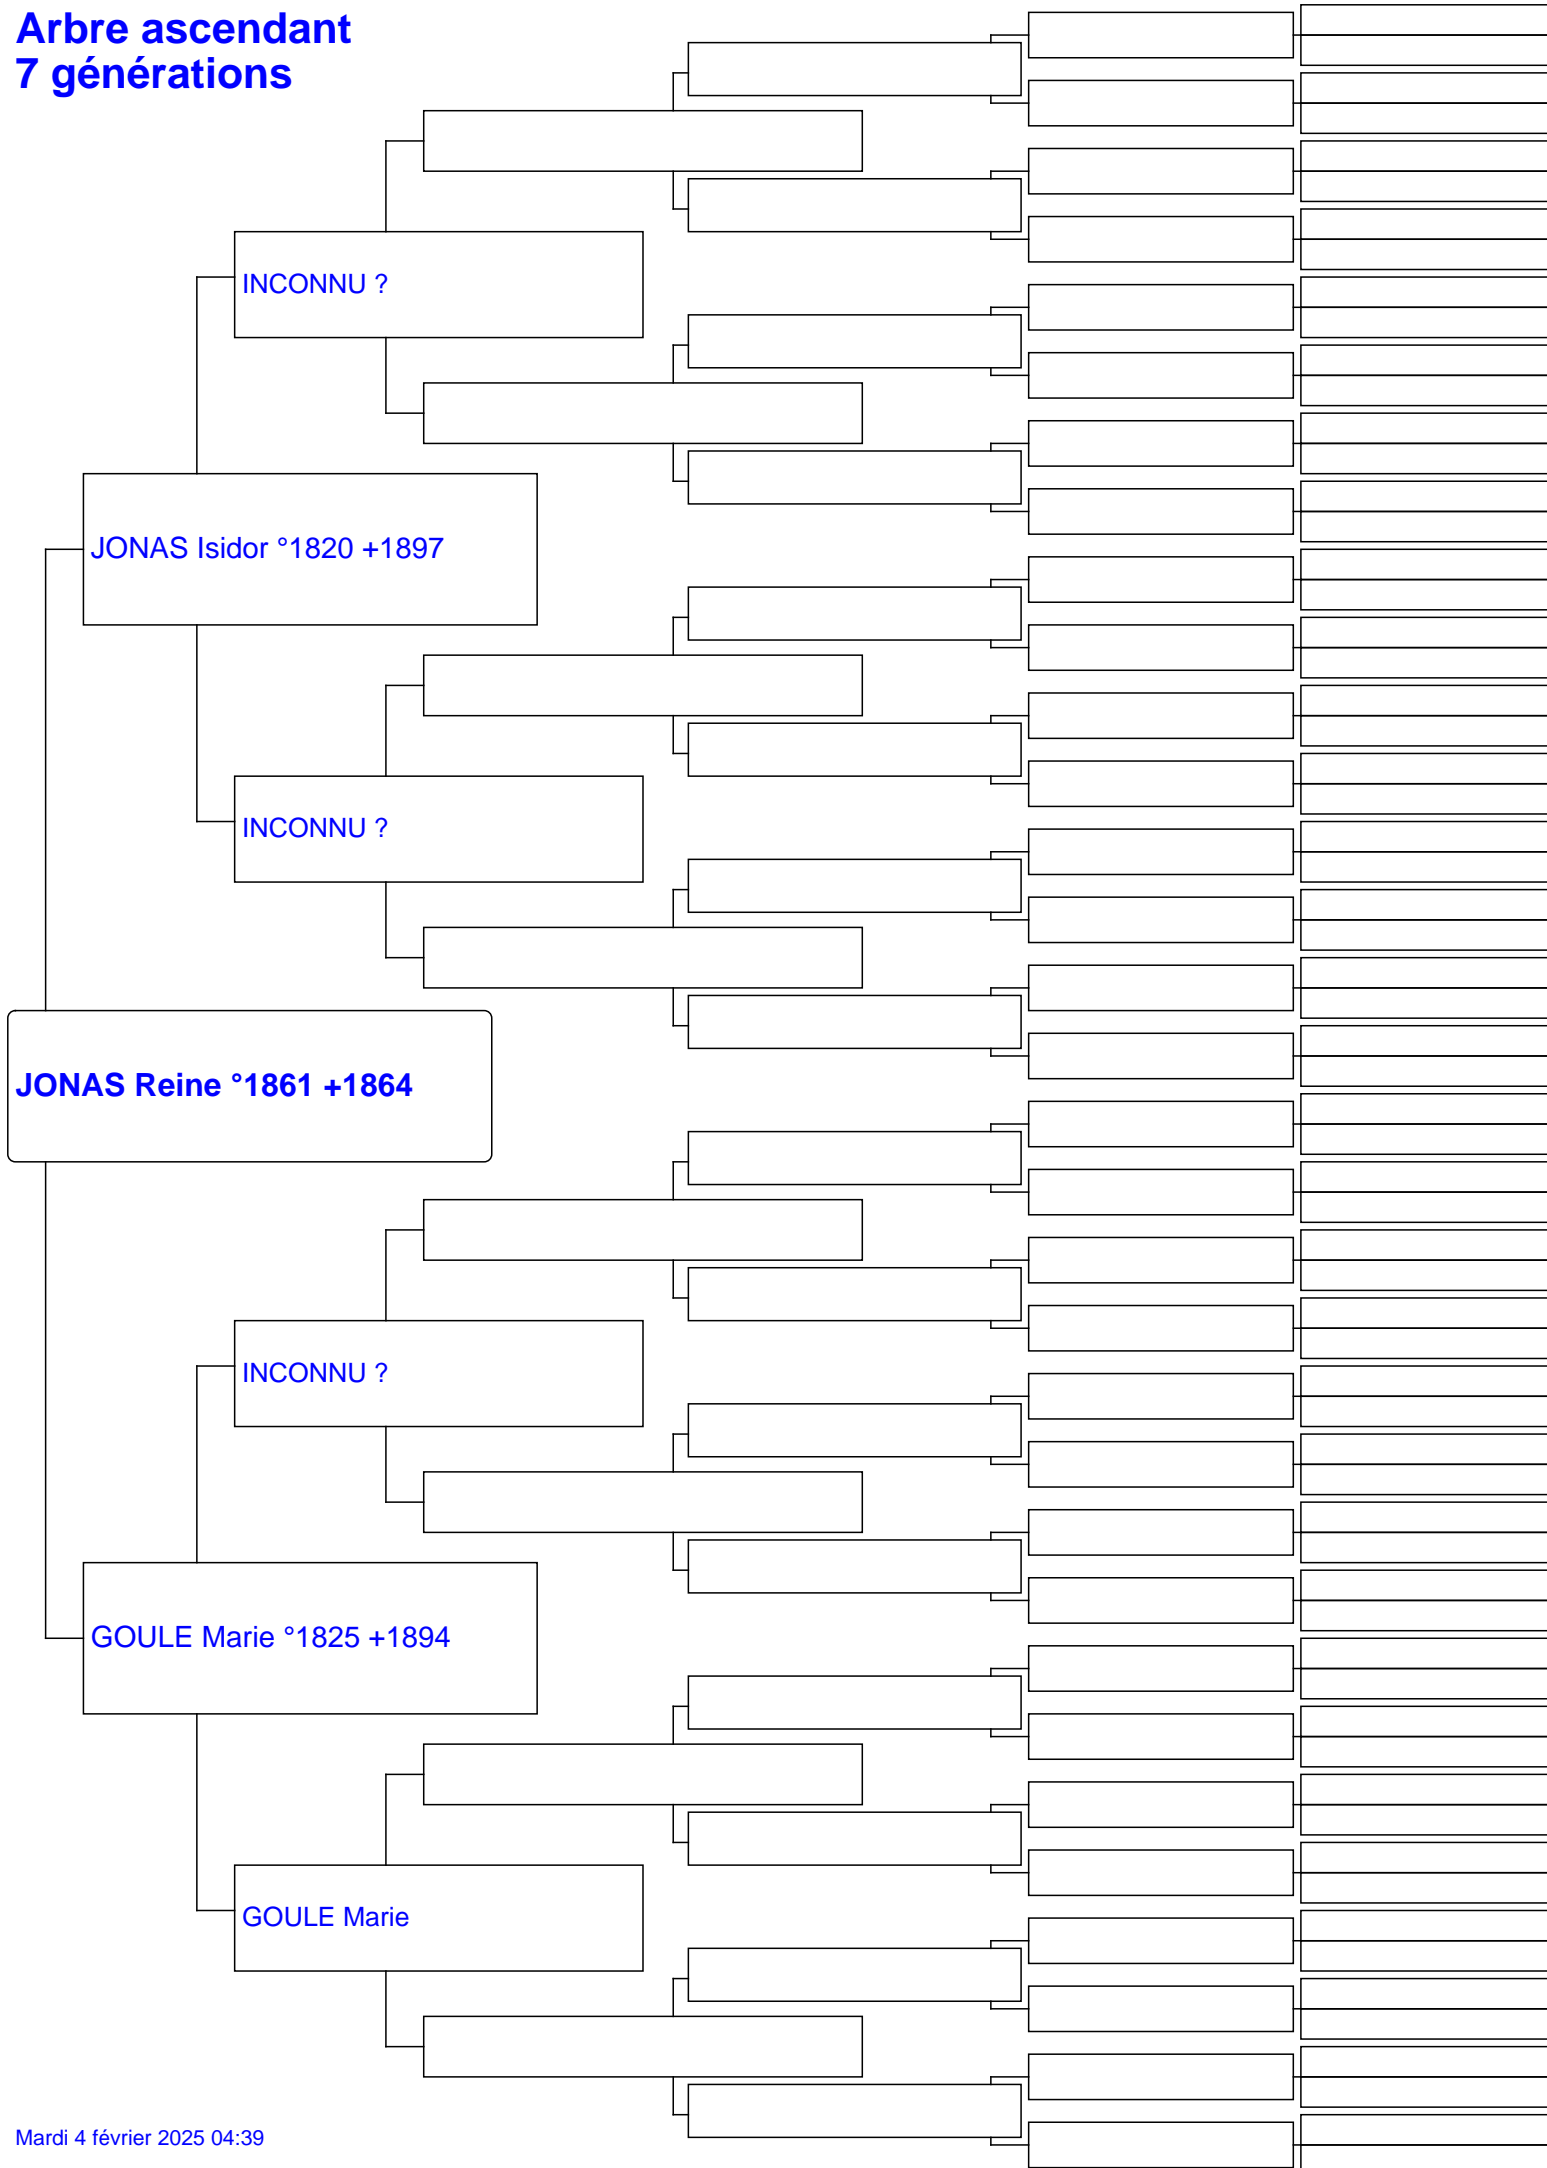 Arbre ascendant
7 générations
INCONNU ?
JONAS Isidor °1820 +1897
INCONNU ?
JONAS Reine °1861 +1864
INCONNU ?
GOULE Marie °1825 +1894
GOULE Marie
Mardi 4 février 2025 04:39